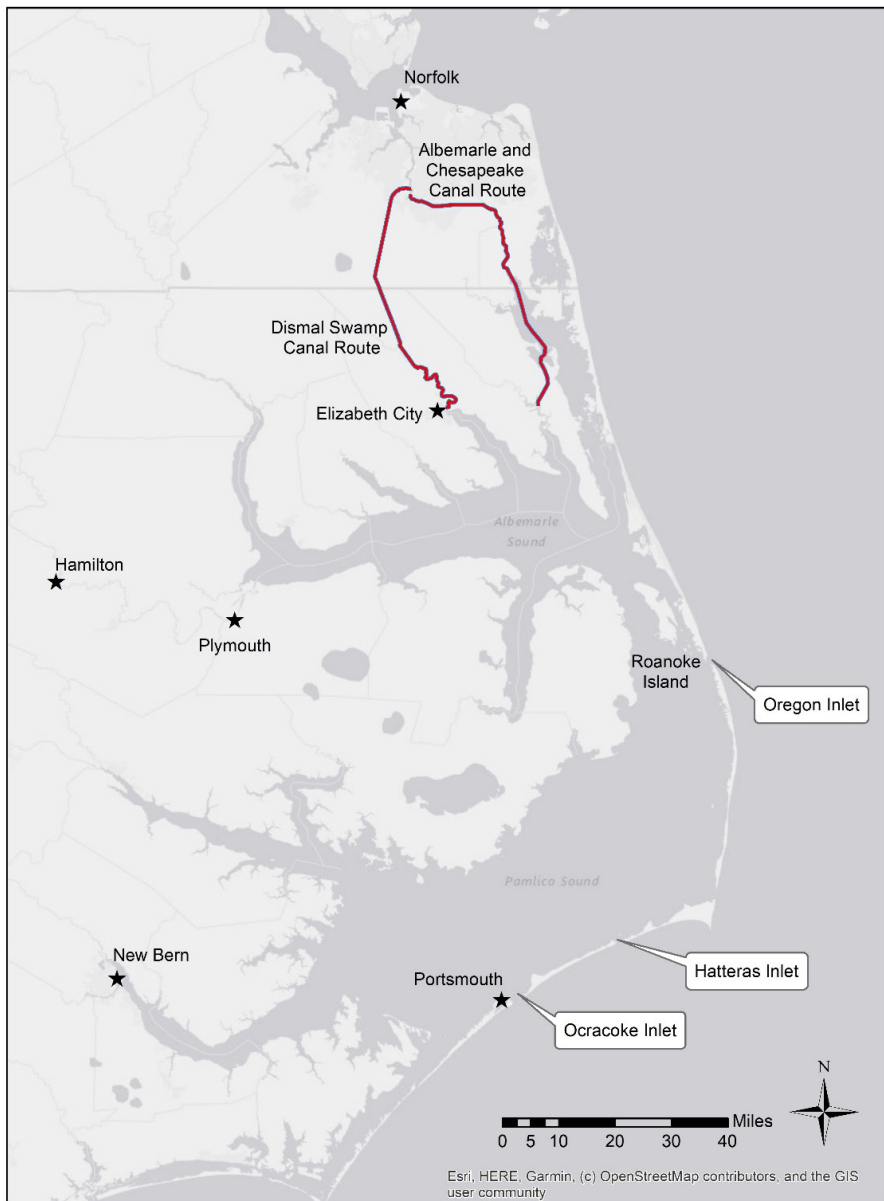 Norfolk
Albemarle and
Chesapeake
Canal Route
Dismal Swamp
Canal Route
Elizabeth City
Albemarle
Sound
Hamilton
Plymouth
Roanoke
Island
Oregon Inlet
Pamlico Sound
Hatteras Inlet
New Bern
Portsmouth
Ocracoke Inlet
N
Miles
0 5 10 20 30 40
Esri, HERE, Garmin, (c) OpenStreetMap contributors, and the GIS
user community